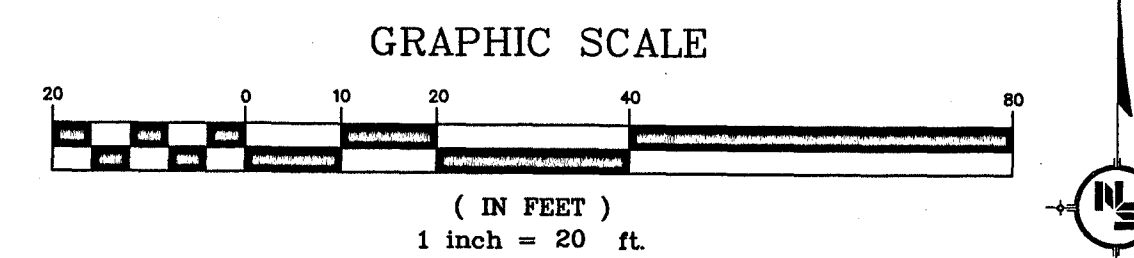 GRAPHIC SCALE
20 0 10 20 40 80
( IN FEET )
1 inch = 20 ft.
N
S